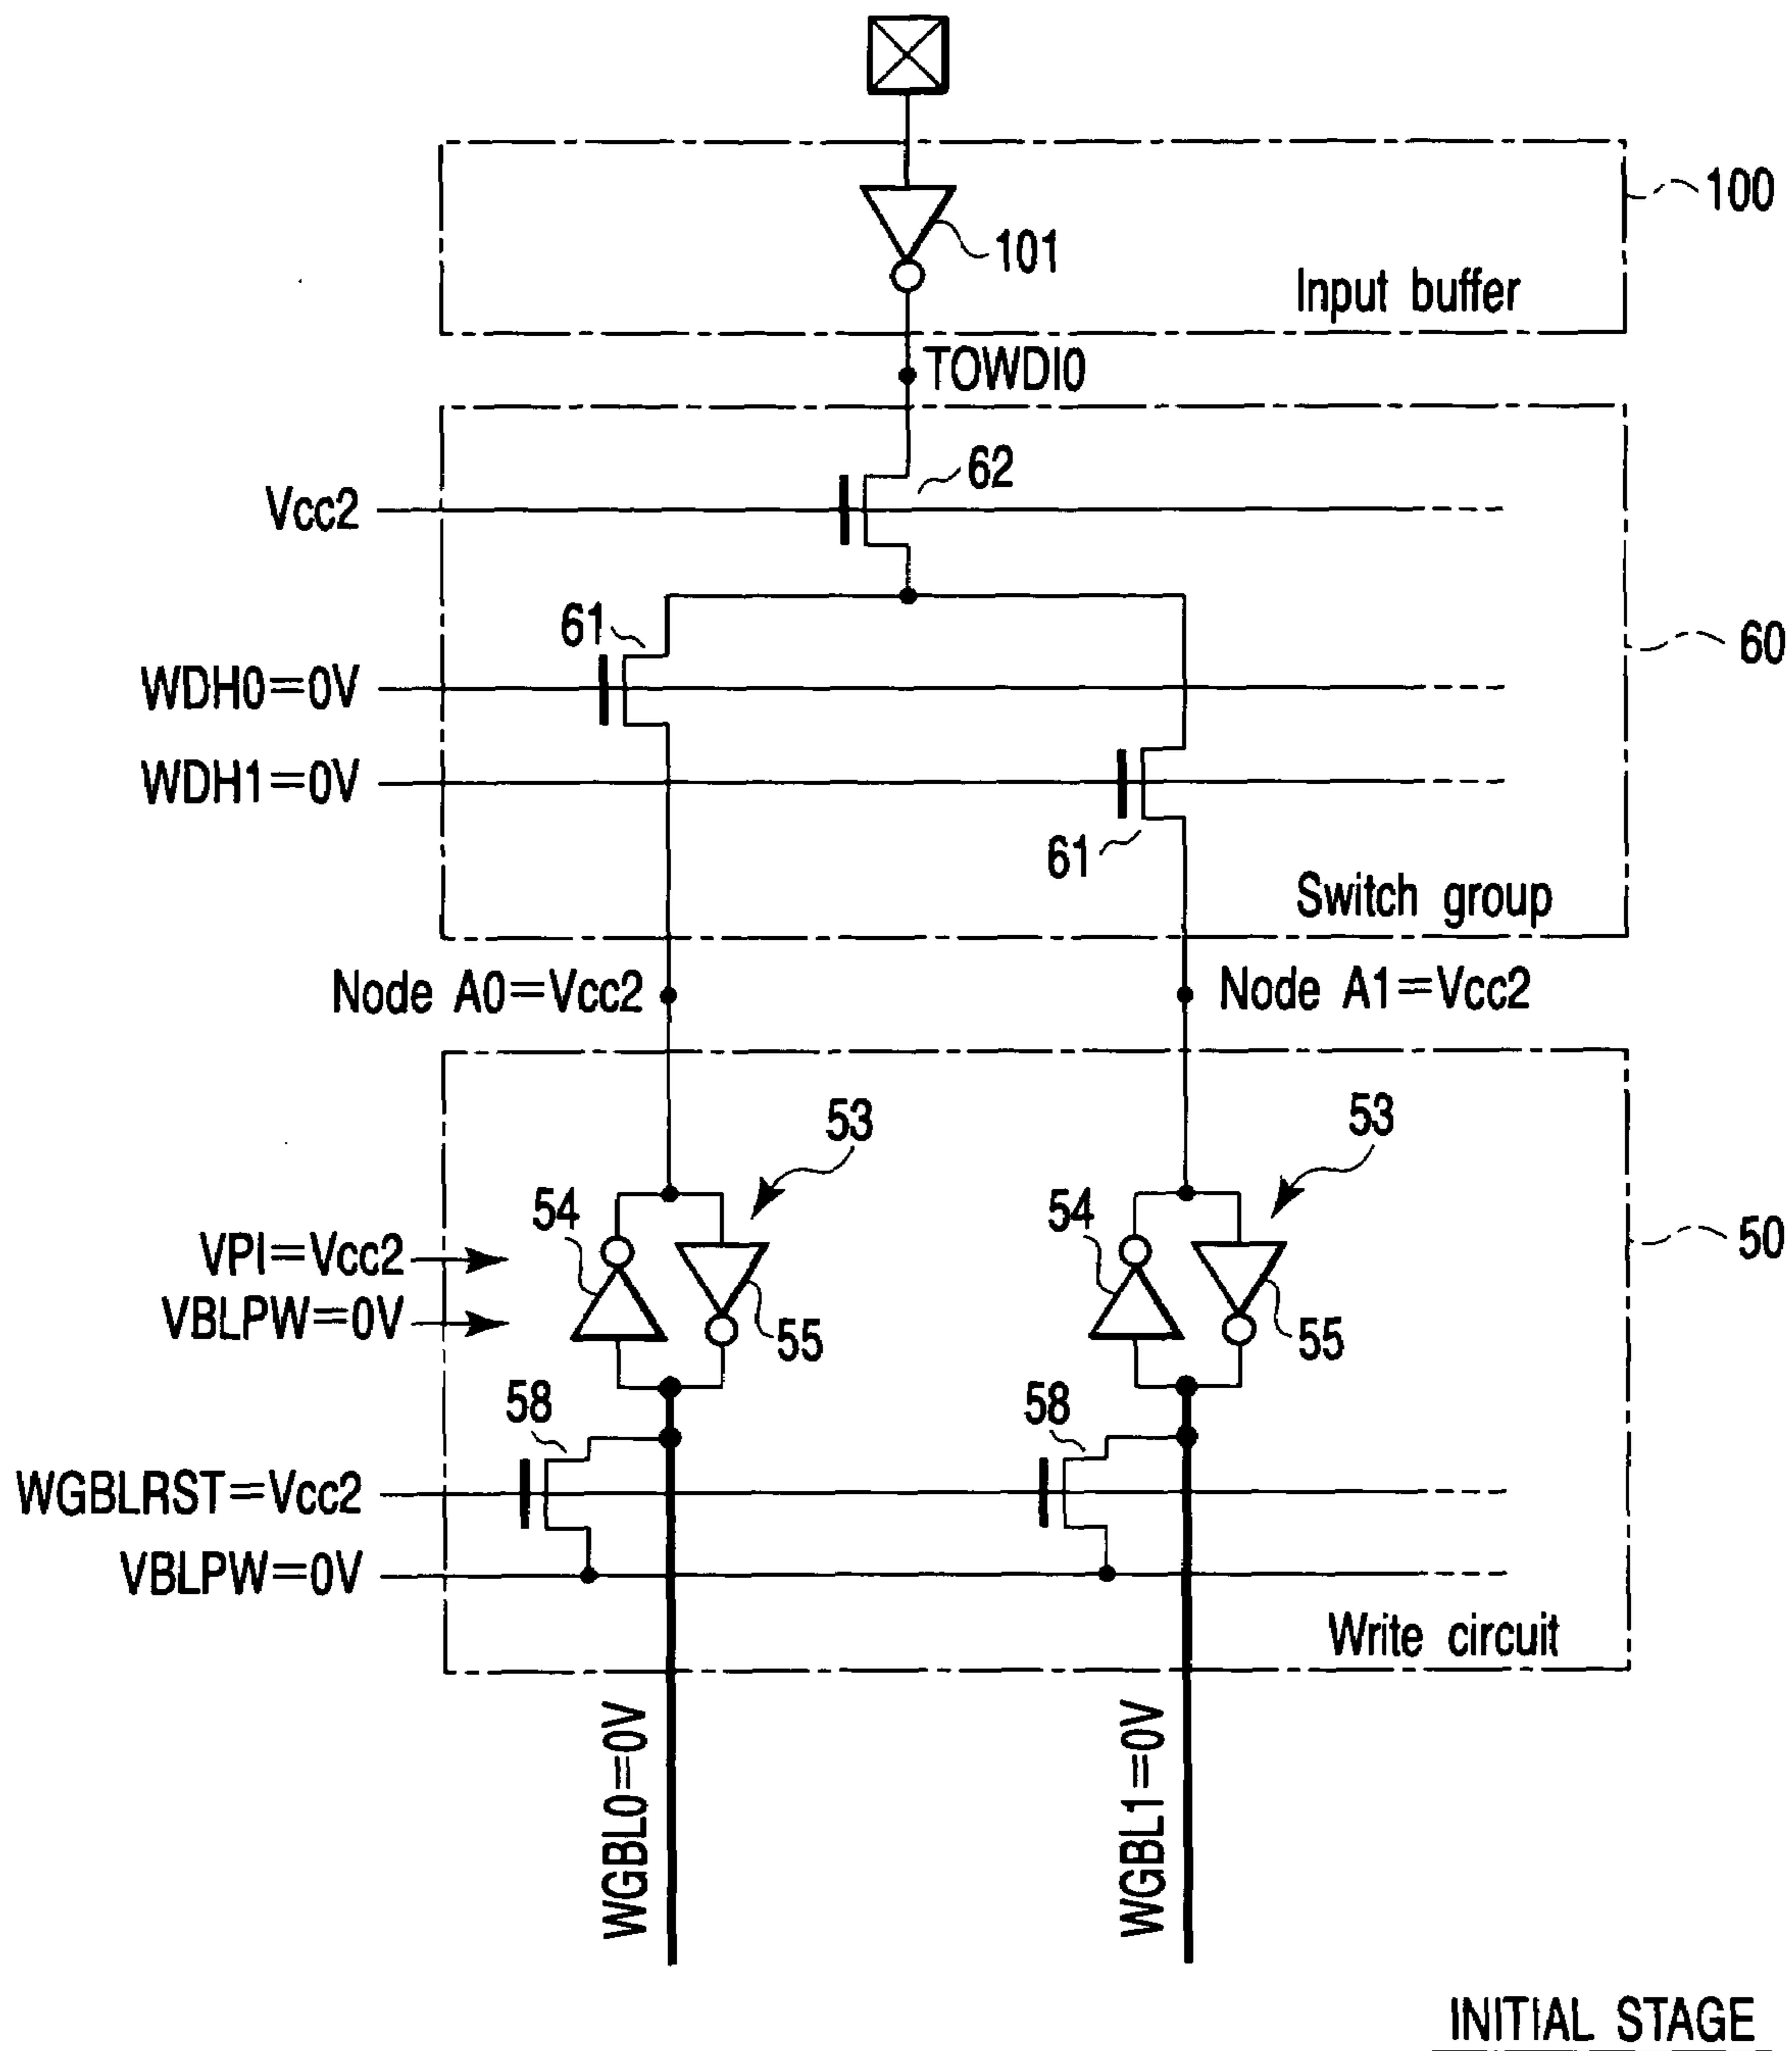 100
101
Input buffer
TOWDI0
62
Vcc2
61
60
WDH0=0V
WDH1=0V
61
Switch group
Node A0=Vcc2
Node A1=Vcc2
53
53
54
54
50
VPI=Vcc2
VBLPW=0V
55
55
58
58
WGBLRST=Vcc2
VBLPW=0V
Write circuit
WGBL0=0V
WGBL1=0V
INITIAL STAGE